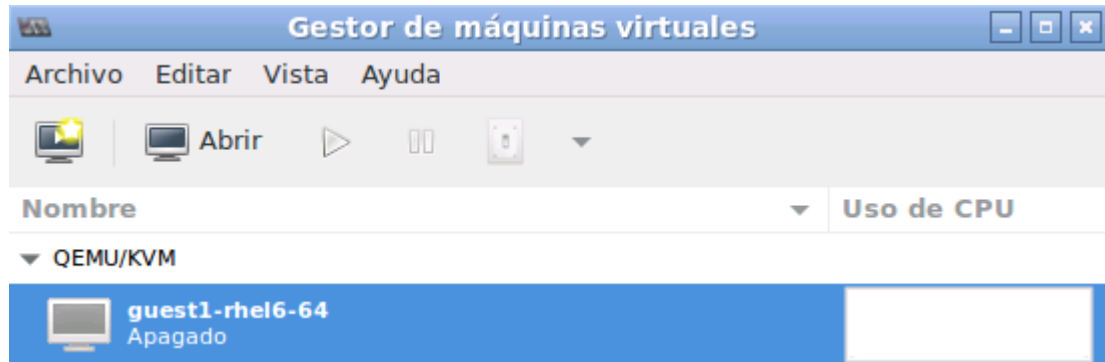 Gestor de máquinas virtuales
Archivo Editar Vista Ayuda
Abrir
Nombre Uso de CPU
QEMU/KVM
guest1-rhel6-64
Apagado